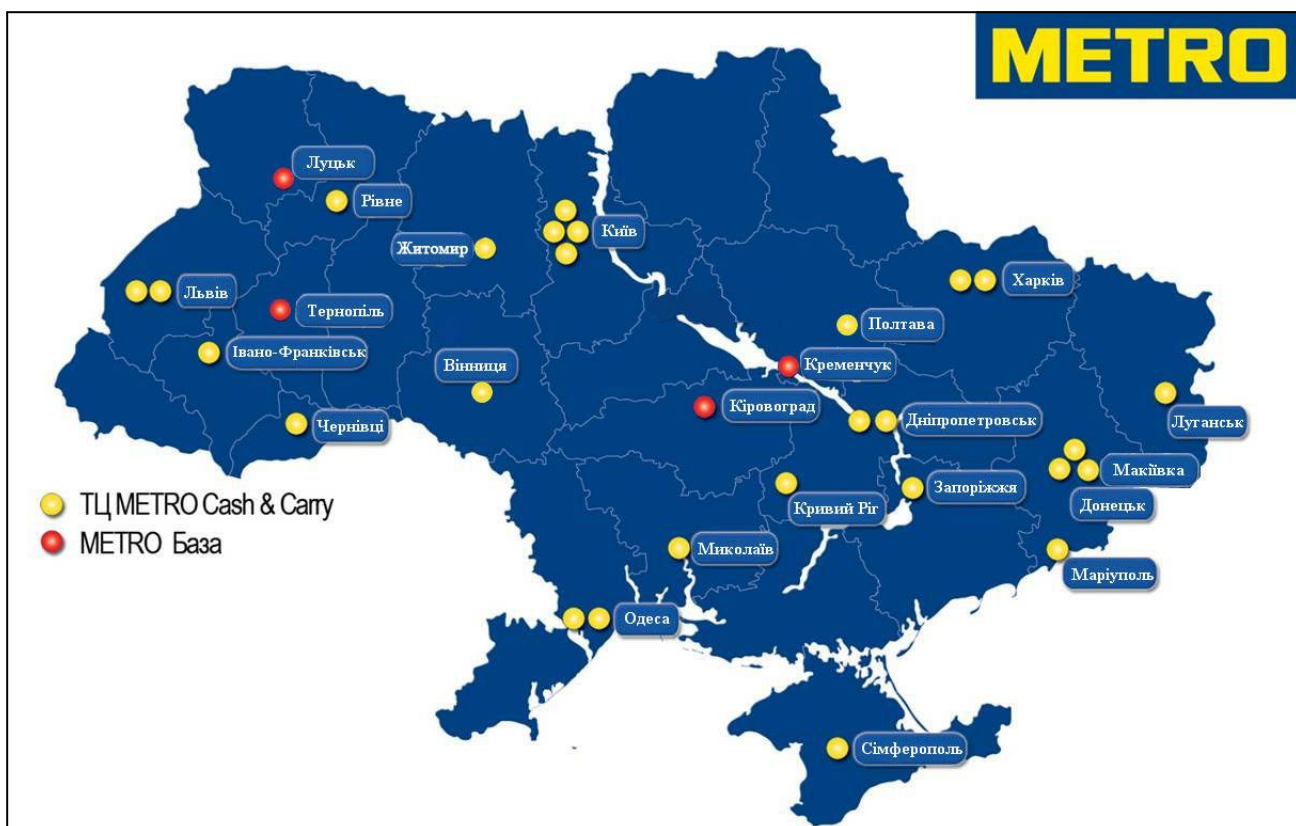 METRO
Луцьк
Рівне
Київ
Житомир
Харків
Львів
Тернопіль
Полтава
Івано-Франківськ
Вінниця
Кременчук
Кіровоград
Дніпропетровськ
Луганськ
Чернівці
Макіївка
Запоріжжя
Донецьк
Кривий Ріг
ТЦ METRO Cash & Carry
METRO База
Миколаїв
Маріуполь
Одеса
Сімферополь